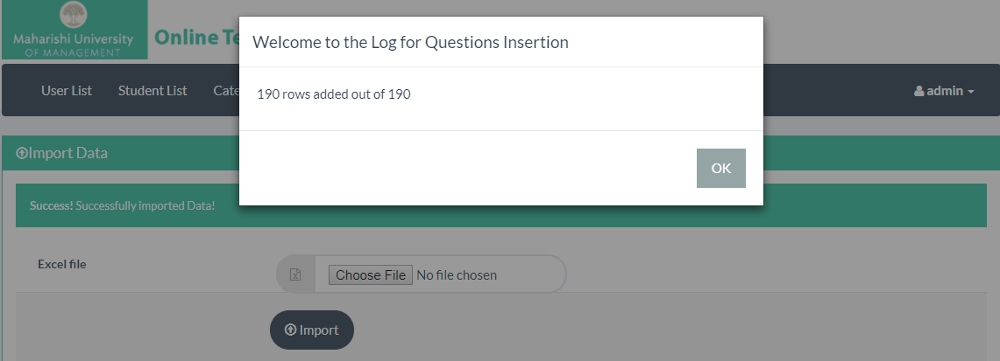 Maharishi University
OF MANAGEMENT
Online Te
Welcome to the Log for Questions Insertion
190 rows added out of 190
OK
User List
Student List
Cate
admin
Import Data
Success! Successfully imported Data!
Excel file
Choose File No file chosen
Import